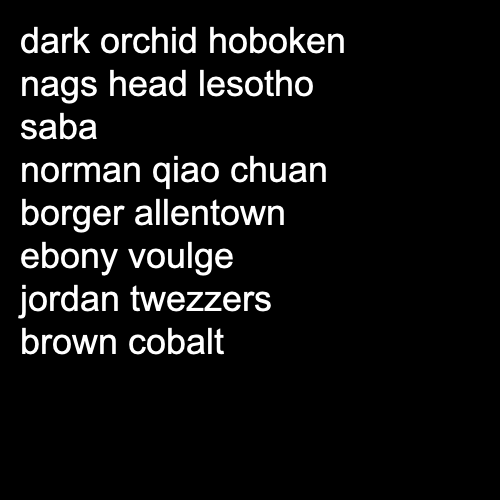 dark orchid hoboken
nags head lesotho
saba
norman qiao chuan
borger allentown
ebony voulge
jordan twezzers
brown cobalt